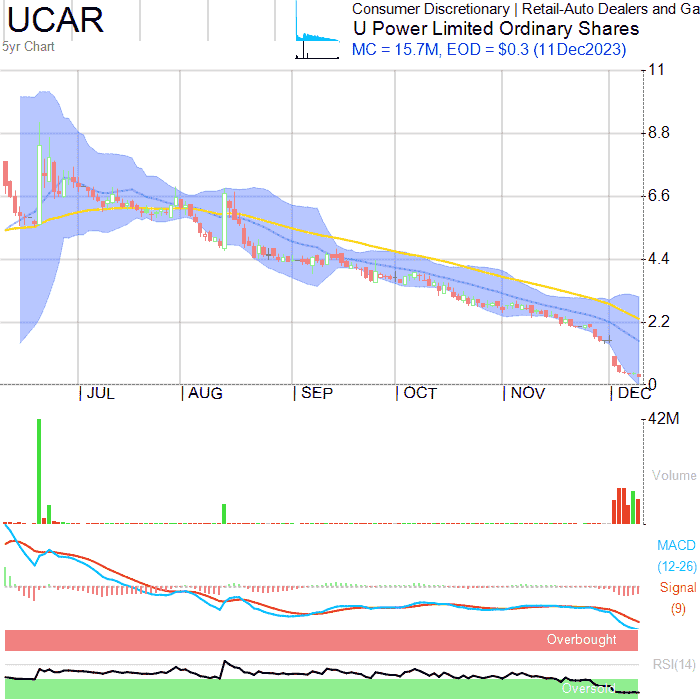 UCAR
5yr Chart
Consumer Discretionary | Retail-Auto Dealers and Ga
U Power Limited Ordinary Shares
MC = 15.7M, EOD = $0.3 (11Dec2023)
11
8.8
6.6
4.4
2.2
0
JUL AUG SEP OCT NOV DEC
42M
Volume
MACD
(12-26)
Signal
(9)
Overbought
RSI(14)
Oversold